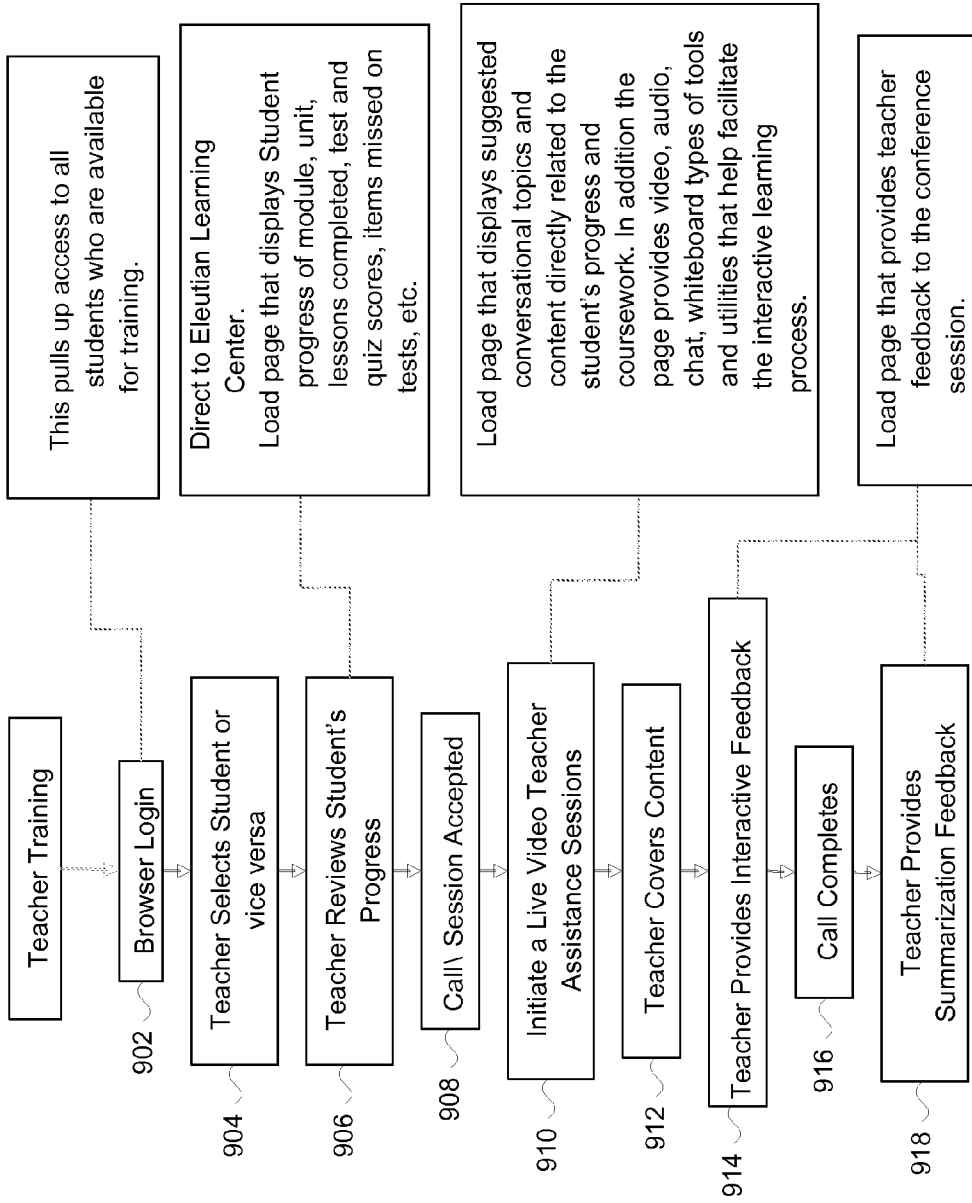 Teacher Training
902
Browser Login
This pulls up access to all
students who are available
for training.
904
Teacher Selects Student or
vice versa
906
Teacher Reviews Student's
Progress
Direct to Eleutian Learning
Center.
Load page that displays Student
progress of module, unit,
lessons completed, test and
quiz scores, items missed on
tests, etc.
908
Call\ Session Accepted
910
Initiate a Live Video Teacher
Assistance Sessions
Load page that displays suggested
conversational topics and
content directly related to the
student's progress and
coursework. In addition the
page provides video, audio,
chat, whiteboard types of tools
and utilities that help facilitate
the interactive learning
process.
912
Teacher Covers Content
914
Teacher Provides Interactive Feedback
916
Call Completes
918
Teacher Provides
Summarization Feedback
Load page that provides teacher
feedback to the conference
session.